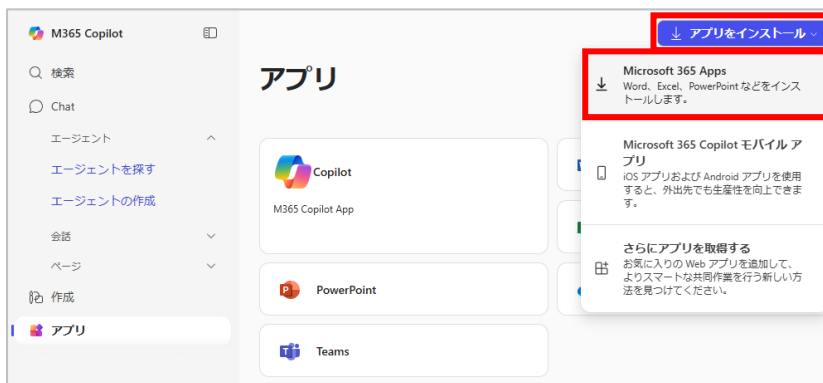 M365 Copilot
検索
Chat
エージェント
エージェントを探す
エージェントの作成
会話
ページ
作成
アプリ
アプリ
アプリをインストール
Microsoft 365 Apps
Word、Excel、PowerPoint などをインス
トールします。
Microsoft 365 Copilot モバイル ア
プリ
iOS アプリおよび Android アプリを使用
すると、外出先でも生産性を向上できま
す。
さらにアプリを取得する
お気に入りの Web アプリを追加して、
よりスマートな共同作業を行う新しい方
法を見つけてください。
Copilot
M365 Copilot App
PowerPoint
Teams